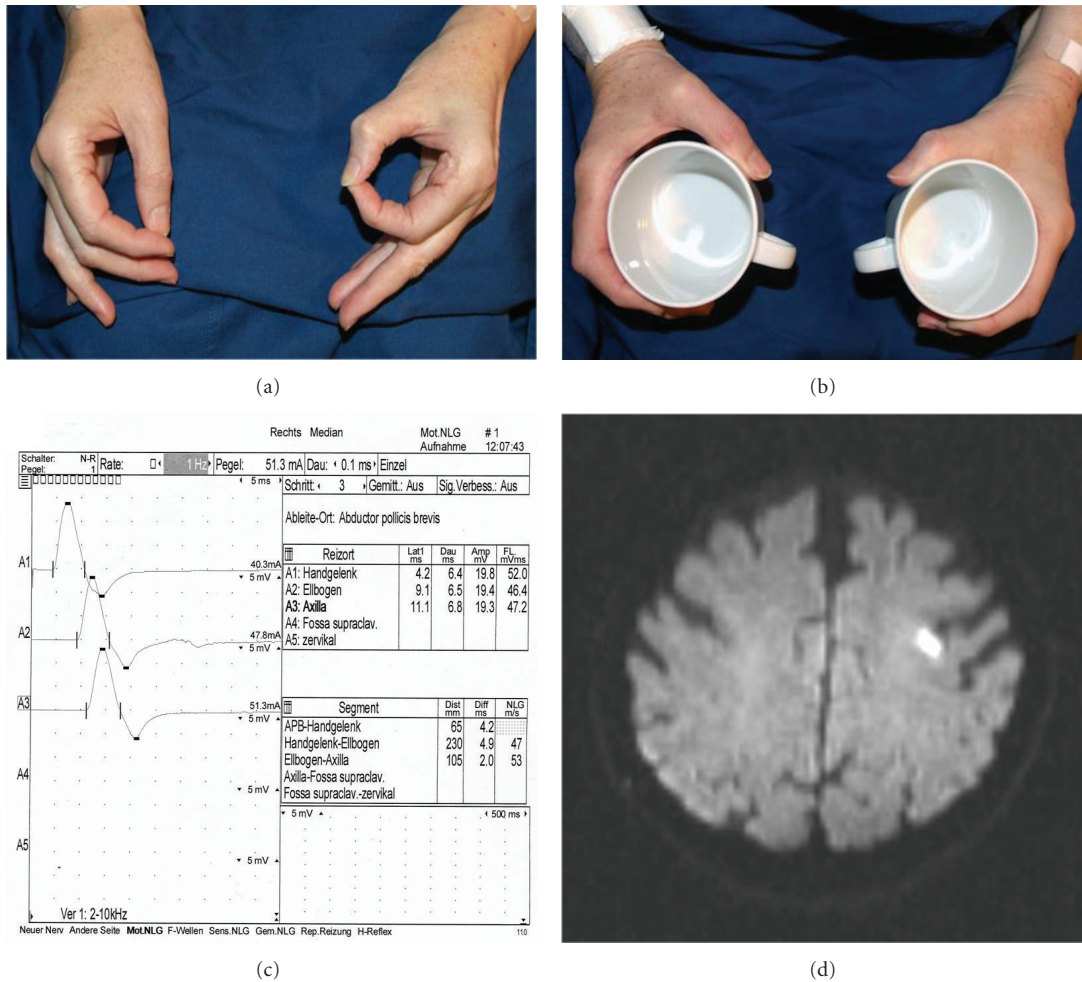 (a)
(b)
Rechts Median Mot.NLG # 1
Aufnahme 12:07:43
Schalter: N-R
Pegel: 1
Rate: 1 Hz Pegel: 51.3 mA Dau: 0.1 ms Einzel
5 ms Schritt: 3 Gemitt.: Aus Sig.Verbess.: Aus
Ableite-Ort: Abductor pollicis brevis
Reizort Lat1 ms Dau ms Amp mV FL. mVms
A1: Handgelenk 4.2 6.4 19.8 52.0
A2: Ellbogen 9.1 6.5 19.4 46.4
A3: Axilla 11.1 6.8 19.3 47.2
A4: Fossa supraclav.
A5: zervikal
A1
40.3mA
5 mV
A2
47.8mA
5 mV
A3
51.3mA
5 mV
A4
5 mV
A5
5 mV
Segment Dist mm Diff ms NLG m/s
APB-Handgelenk 65 4.2
Handgelenk-Ellbogen 230 4.9 47
Ellbogen-Axilla 105 2.0 53
Axilla-Fossa supraclav.
Fossa supraclav.-zervikal
5 mV 500 ms
Ver 1: 2-10kHz
Neuer Nerv Andere Seite Mot.NLG F-Wellen Sens.NLG Gem.NLG Rep.Reizung H-Reflex 110
(c)
(d)